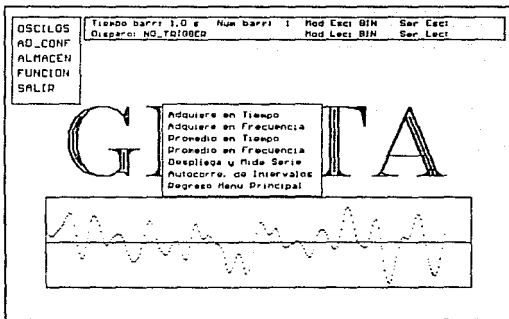 OSCILOS
AD_CONF
ALMACEN
FUNCION
SALIR
Tiempo barr: 1.0 s Num barr: 1 Mod Esc: BIN Ser Esc:
Disparo: NO_TRIGGER Mod Lec: BIN Ser Lec:
G TA
Adquiere en Tiempo
Adquiere en Frecuencia
Promedio en Tiempo
Promedio en Frecuencia
Despliega y Mide Serie
Autocorre. de Intervalos
Regreso Menu Principal